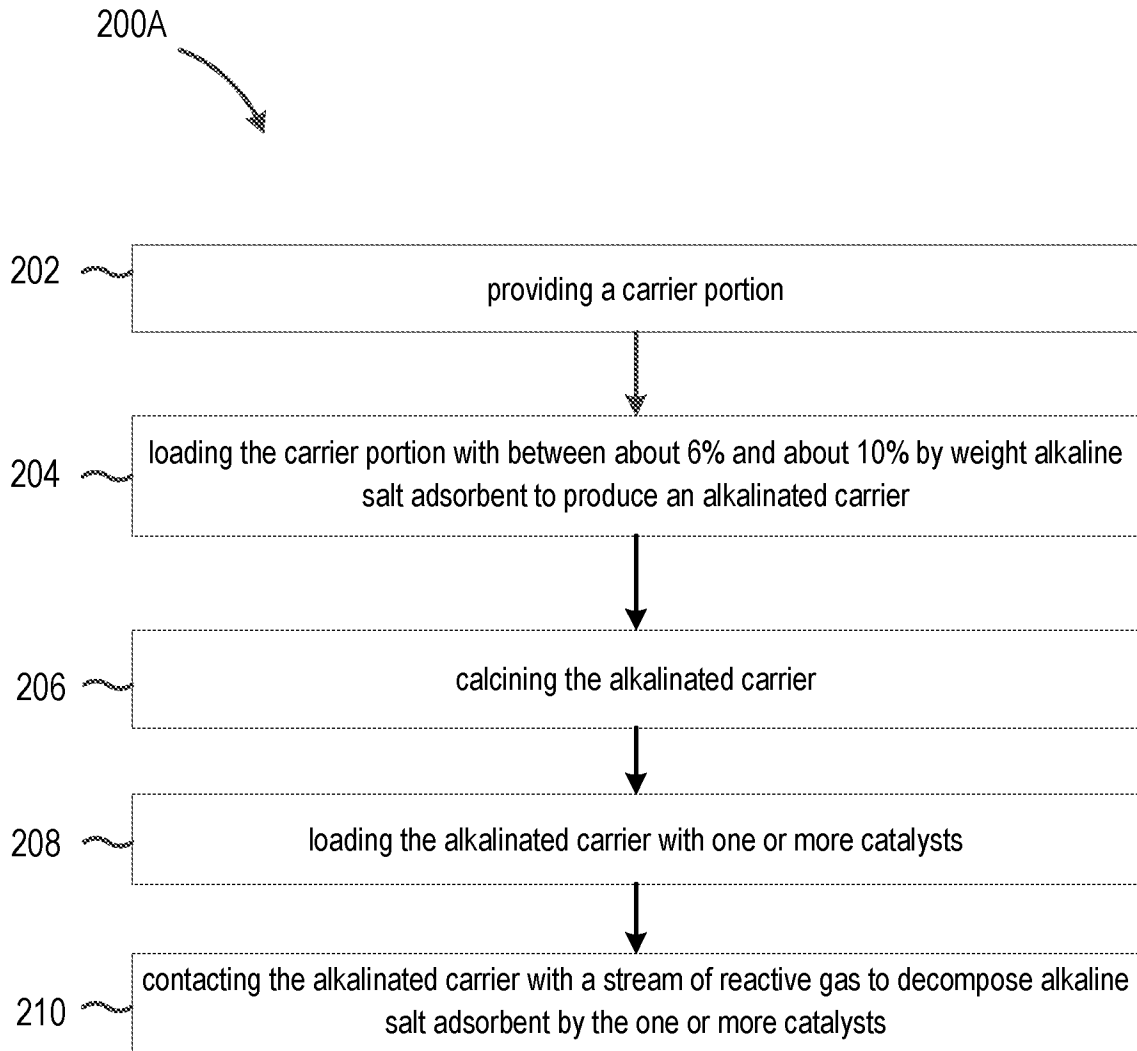 200A
202
providing a carrier portion
204
loading the carrier portion with between about 6% and about 10% by weight alkaline
salt adsorbent to produce an alkalinated carrier
206
calcining the alkalinated carrier
208
loading the alkalinated carrier with one or more catalysts
210
contacting the alkalinated carrier with a stream of reactive gas to decompose alkaline
salt adsorbent by the one or more catalysts